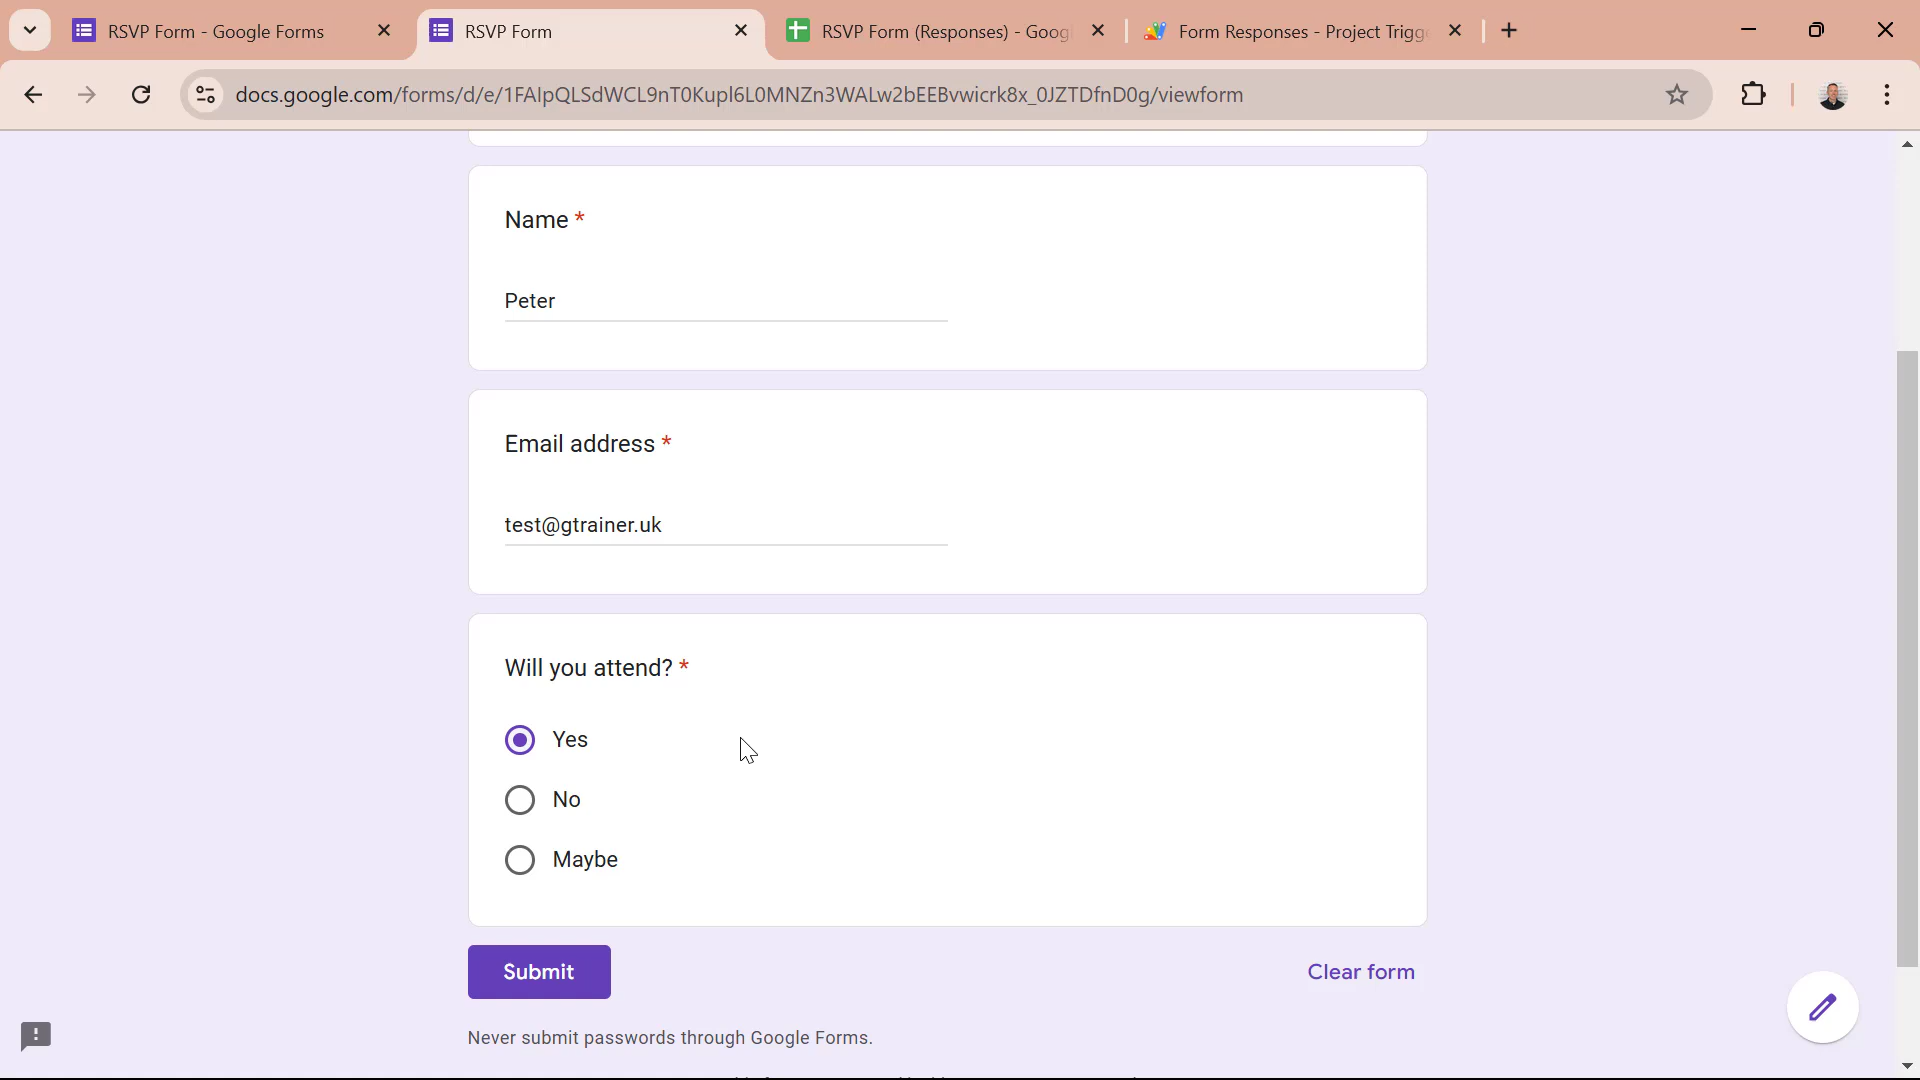 RSVP Form - Google Forms
RSVP Form
RSVP Form (Responses) - Goog
Form Responses - Project Trigg
docs.google.com/forms/d/e/1FAIpQLSdWCL9nT0Kupl6L0MNZn3WALw2bEEBvwicrk8x_0JZTDfnD0g/viewform
Name *
Peter
Email address *
test@gtrainer.uk
Will you attend? *
Yes
No
Maybe
Submit
Clear form
Never submit passwords through Google Forms.